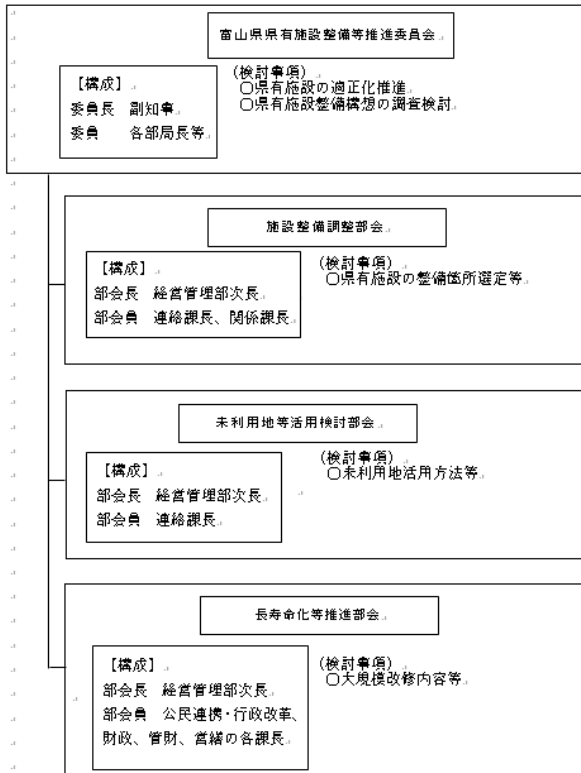 富山県県有施設整備等推進委員会
【構成】
委員長　副知事
委員　　各部局長等
(検討事項)
○県有施設の適正化推進
○県有施設整備構想の調査検討
施設整備調整部会
【構成】
部会長　経営管理部次長
部会員　連絡課長、関係課長
(検討事項)
○県有施設の整備箇所選定等
未利用地等活用検討部会
【構成】
部会長　経営管理部次長
部会員　連絡課長
(検討事項)
○未利用地活用方法等
長寿命化等推進部会
【構成】
部会長　経営管理部次長
部会員　公民連携・行政改革、
財政、管財、営繕の各課長
(検討事項)
○大規模改修内容等